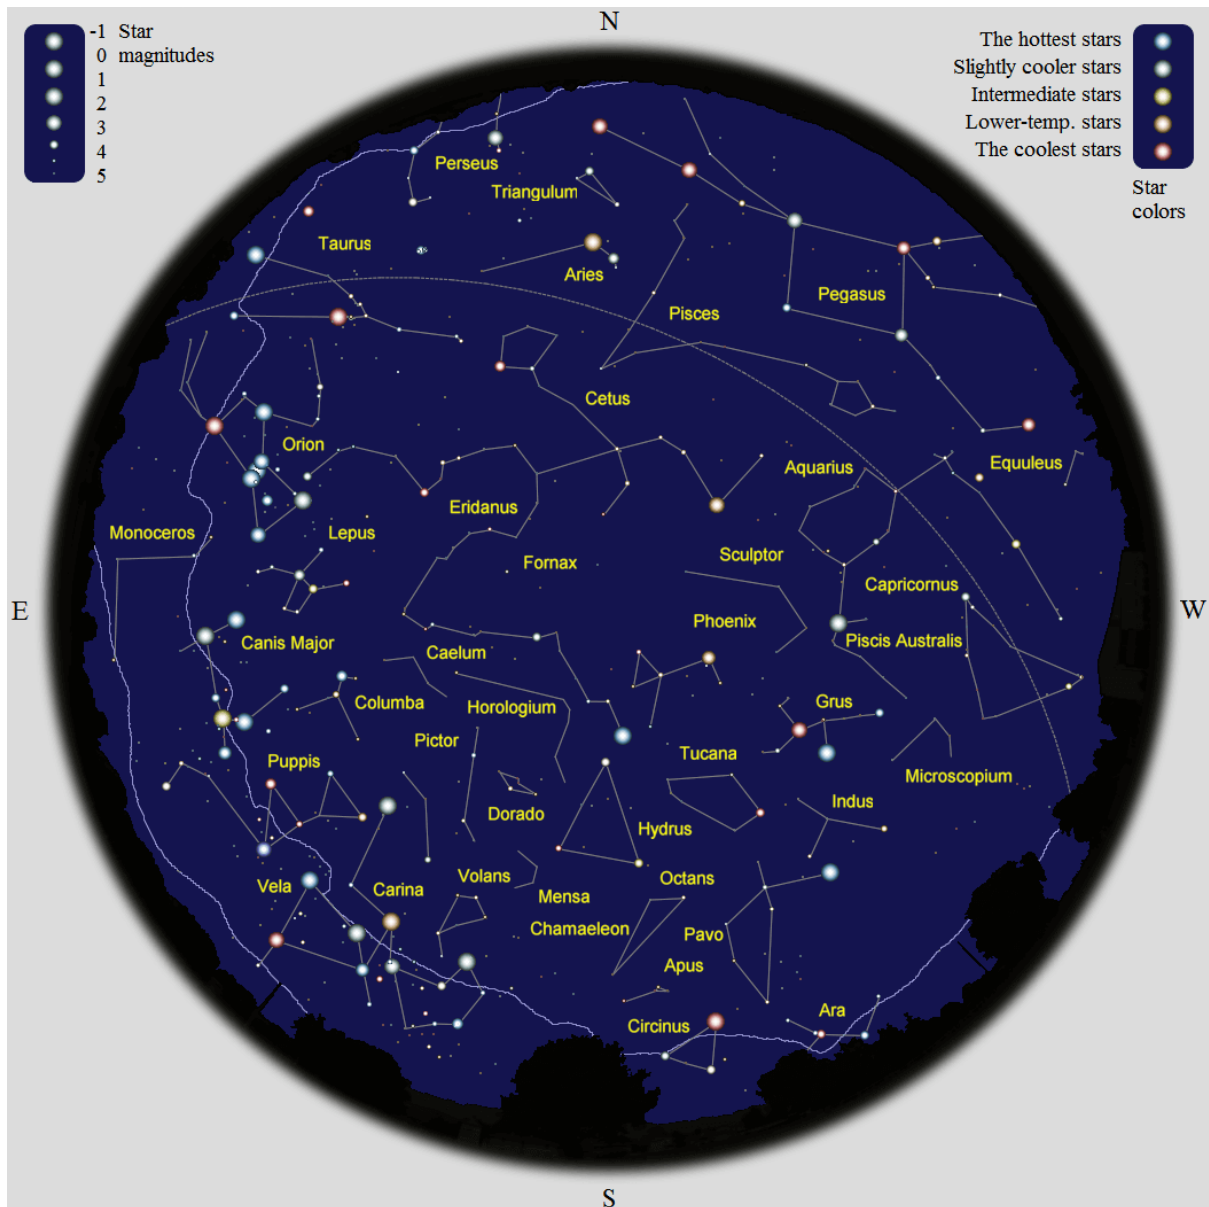 N
-1 Star
0 magnitudes
1
2
3
4
5
The hottest stars
Slightly cooler stars
Intermediate stars
Lower-temp. stars
The coolest stars
Star
colors
Perseus
Triangulum
Taurus
Aries
Pegasus
Pisces
Cetus
Orion
Equuleus
Aquarius
Eridanus
Monoceros
Lepus
Sculptor
Fornax
Capricornus
E
W
Phoenix
Canis Major
Piscis Australis
Caelum
Columba
Horologium
Grus
Pictor
Tucana
Puppis
Microscopium
Indus
Dorado
Hydrus
Volans
Octans
Vela
Carina
Mensa
Chamaeleon
Pavo
Apus
Ara
Circinus
S